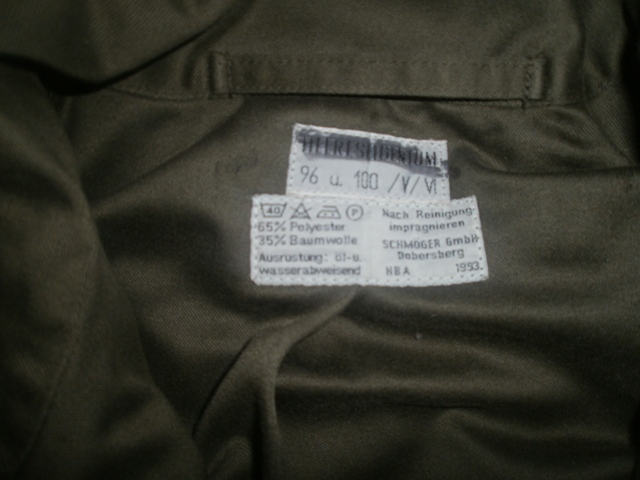 HEERESEIGENTUM
96 u. 100 /V/VI
40 P
65% Polyester
35% Baumwolle
Ausrüstung: öl-u.
wasserabweisend
Nach Reinigung
imprägnieren
SCHMÖGER GmbH
Dobersberg
HBA 1993.